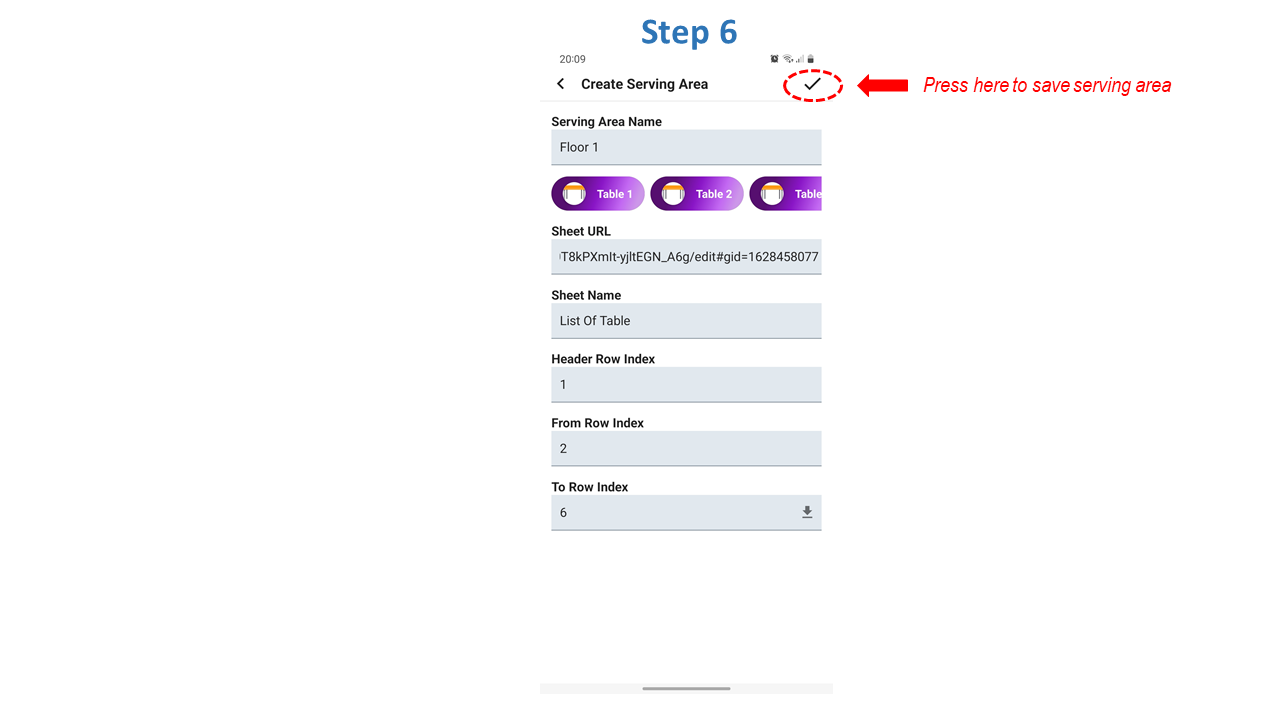 Step 6
20:09
Create Serving Area
Press here to save serving area
Serving Area Name
Floor 1
Table 1 Table 2 Table
Sheet URL
T8kPXmIt-yjltEGN_A6g/edit#gid=1628458077
Sheet Name
List Of Table
Header Row Index
1
From Row Index
2
To Row Index
6